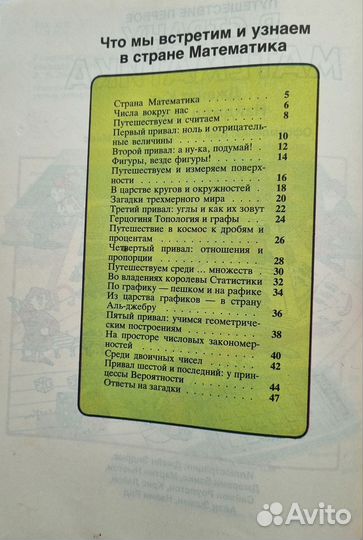 Что мы встретим и узнаем
в стране Математика
Страна Математика . . . . . . . . . 5
Числа вокруг нас . . . . . . . . . . 6
Путешествуем и считаем . . . . . . 8
Первый привал: ноль и отрицатель-
ные величины . . . . . . . . . . . 10
Второй привал: а ну-ка, подумай! . 12
Фигуры, везде фигуры! . . . . . . 14
Путешествуем и измеряем поверх-
ности . . . . . . . . . . . . . . . 16
В царстве кругов и окружностей . 18
Загадки трехмерного мира . . . . 20
Третий привал: углы и как их зовут 22
Герцогиня Топология и графы . . 24
Путешествие в космос к дробям и
процентам . . . . . . . . . . . . 26
Четвертый привал: отношения и
пропорции . . . . . . . . . . . . 28
Путешествуем среди ... множеств . 30
Во владениях королевы Статистики 32
По графику — пешком и на рафике 34
Из царства графиков — в страну
Аль-джебру . . . . . . . . . . . . 36
Пятый привал: учимся геометриче-
ским построениям . . . . . . . . . 38
На просторе числовых закономер-
ностей . . . . . . . . . . . . . . 40
Среди двоичных чисел . . . . . . 42
Привал шестой и последний: у прин-
цессы Вероятности . . . . . . . . 44
Ответы на загадки . . . . . . . . 47
Avito